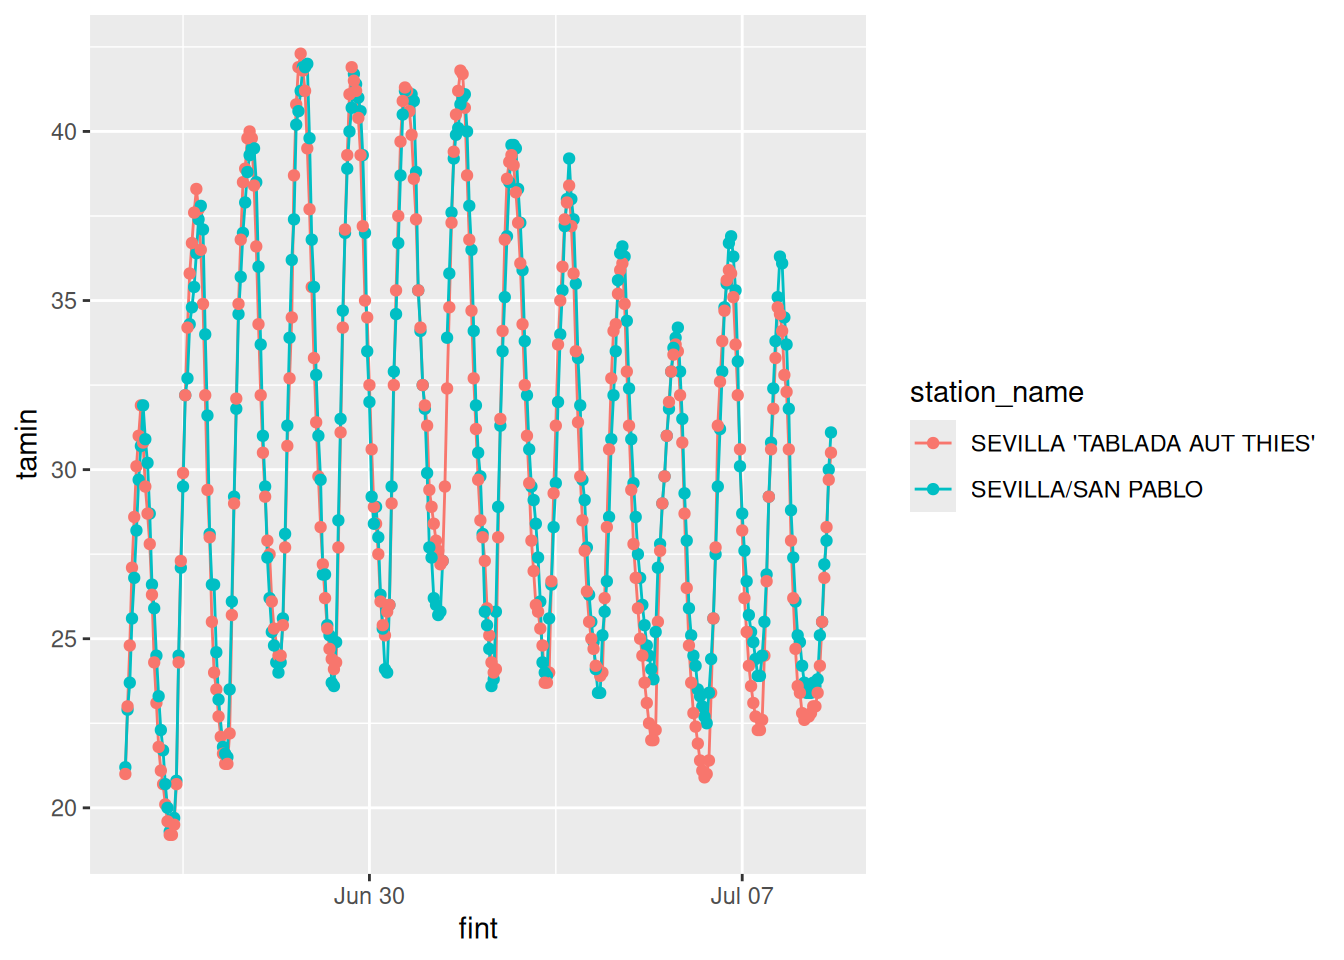 40
35
30
25
20
tamin
Jun 30
Jul 07
fint
station_name
SEVILLA 'TABLADA AUT THIES'
SEVILLA/SAN PABLO